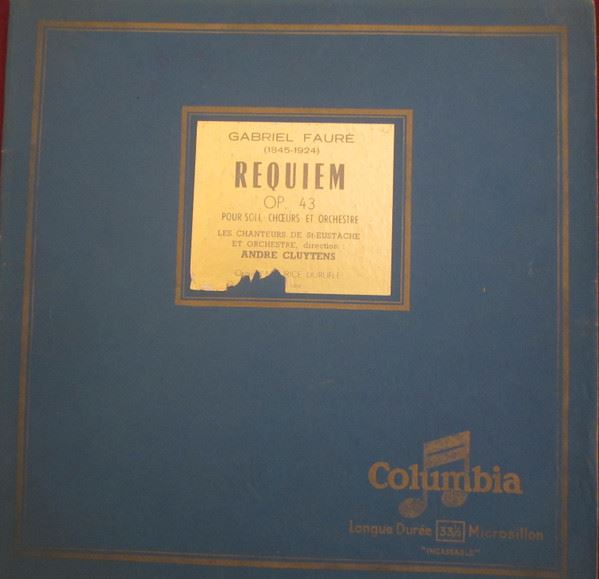 GABRIEL FAURÉ
(1845-1924)
REQUIEM
OP. 43
POUR SOLI, CHŒURS ET ORCHESTRE
LES CHANTEURS DE St-EUSTACHE
ET ORCHESTRE, direction :
ANDRE CLUYTENS
DURUFLÉ
Columbia
Longue Durée 33⅓ Microsillon
"INCASSABLE"